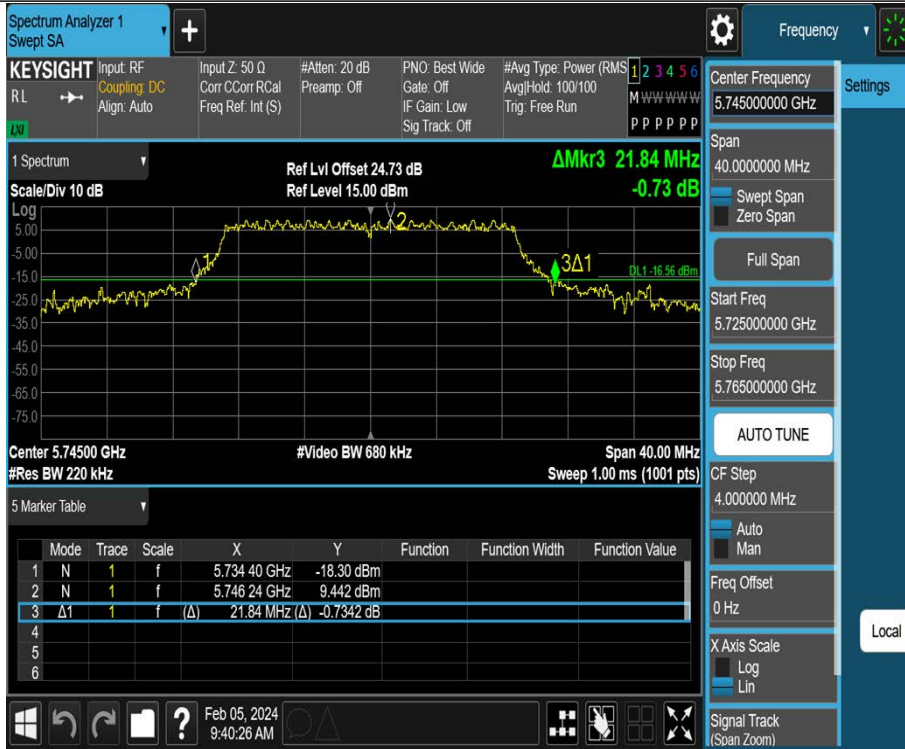 Spectrum Analyzer 1
Swept SA
+
Frequency
KEYSIGHT
RL
LXI
Input: RF
Coupling: DC
Align: Auto
Input Z: 50 Ω
Corr CCorr RCal
Freq Ref: Int (S)
#Atten: 20 dB
Preamp: Off
PNO: Best Wide
Gate: Off
IF Gain: Low
Sig Track: Off
#Avg Type: Power (RMS
Avg|Hold: 100/100
Trig: Free Run
1 2 3 4 5 6
M W W W W W
P P P P P P
1 Spectrum
Scale/Div 10 dB
Ref Lvl Offset 24.73 dB
Ref Level 15.00 dBm
ΔMkr3 21.84 MHz
-0.73 dB
Log
5.00
-5.00
-15.0
-25.0
-35.0
-45.0
-55.0
-65.0
-75.0
1
2
3Δ1
DL1 -16.56 dBm
Center 5.74500 GHz
#Video BW 680 kHz
Span 40.00 MHz
#Res BW 220 kHz
Sweep 1.00 ms (1001 pts)
5 Marker Table
Mode Trace Scale X Y Function Function Width Function Value
1 N 1 f 5.734 40 GHz -18.30 dBm
2 N 1 f 5.746 24 GHz 9.442 dBm
3 Δ1 1 f (Δ) 21.84 MHz (Δ) -0.7342 dB
4
5
6
?
Feb 05, 2024
9:40:26 AM
Center Frequency
5.745000000 GHz
Span
40.0000000 MHz
Swept Span
Zero Span
Full Span
Start Freq
5.725000000 GHz
Stop Freq
5.765000000 GHz
AUTO TUNE
CF Step
4.000000 MHz
Auto
Man
Freq Offset
0 Hz
X Axis Scale
Log
Lin
Signal Track
(Span Zoom)
Settings
Local